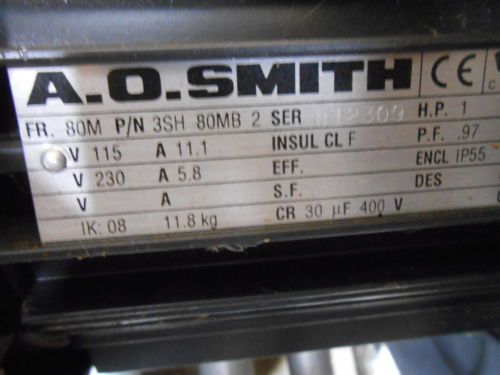 A.O.SMITH CE
FR. 80M P/N 3SH 80MB 2 SER H.P. 1
V 115 A 11.1 INSUL CL F P.F. .97
V 230 A 5.8 EFF. ENCL IP55
V A S.F. DES
IK: 08 11.8 kg CR 30 µF 400 V